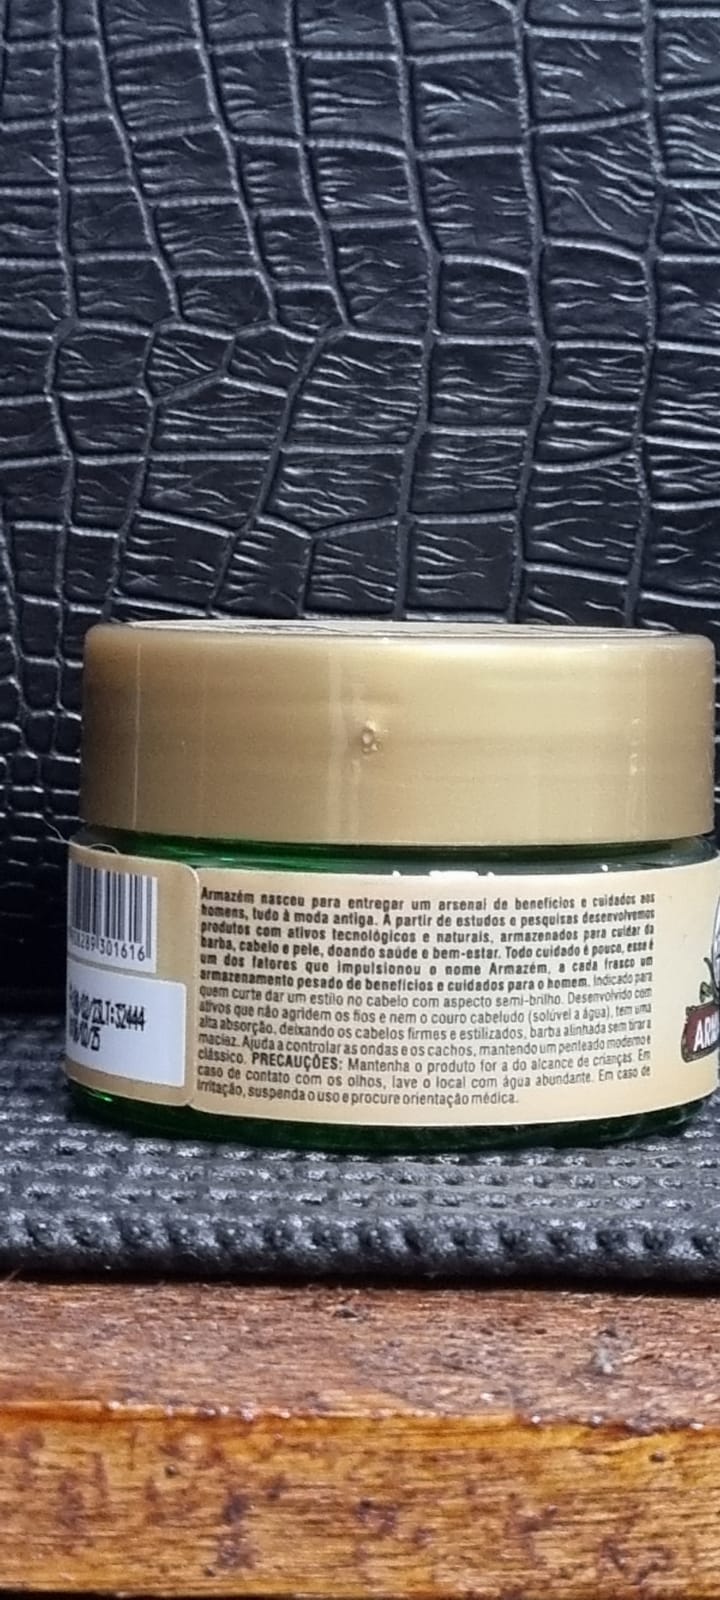 Armazém nasceu para entregar um arsenal de benefícios e cuidados aos
homens, tudo à moda antiga. A partir de estudos e pesquisas desenvolvemos
produtos com ativos tecnológicos e naturais, armazenados para cuidar da
barba, cabelo e pele, doando saúde e bem-estar. Todo cuidado é pouco, esse é
um dos fatores que impulsionou o nome Armazém, a cada frasco um
armazenamento pesado de benefícios e cuidados para o homem. Indicado para
quem curte dar um estilo no cabelo com aspecto semi-brilho. Desenvolvido com
ativos que não agridem os fios e nem o couro cabeludo (solúvel a água), tem uma
alta absorção, deixando os cabelos firmes e estilizados, barba alinhada sem tirar a
maciez. Ajuda a controlar as ondas e os cachos, mantendo um penteado moderno e
clássico. PRECAUÇÕES: Mantenha o produto for a do alcance de crianças. Em
caso de contato com os olhos, lave o local com água abundante. Em caso de
irritação, suspenda o uso e procure orientação médica.
301616
LT:32444
AR